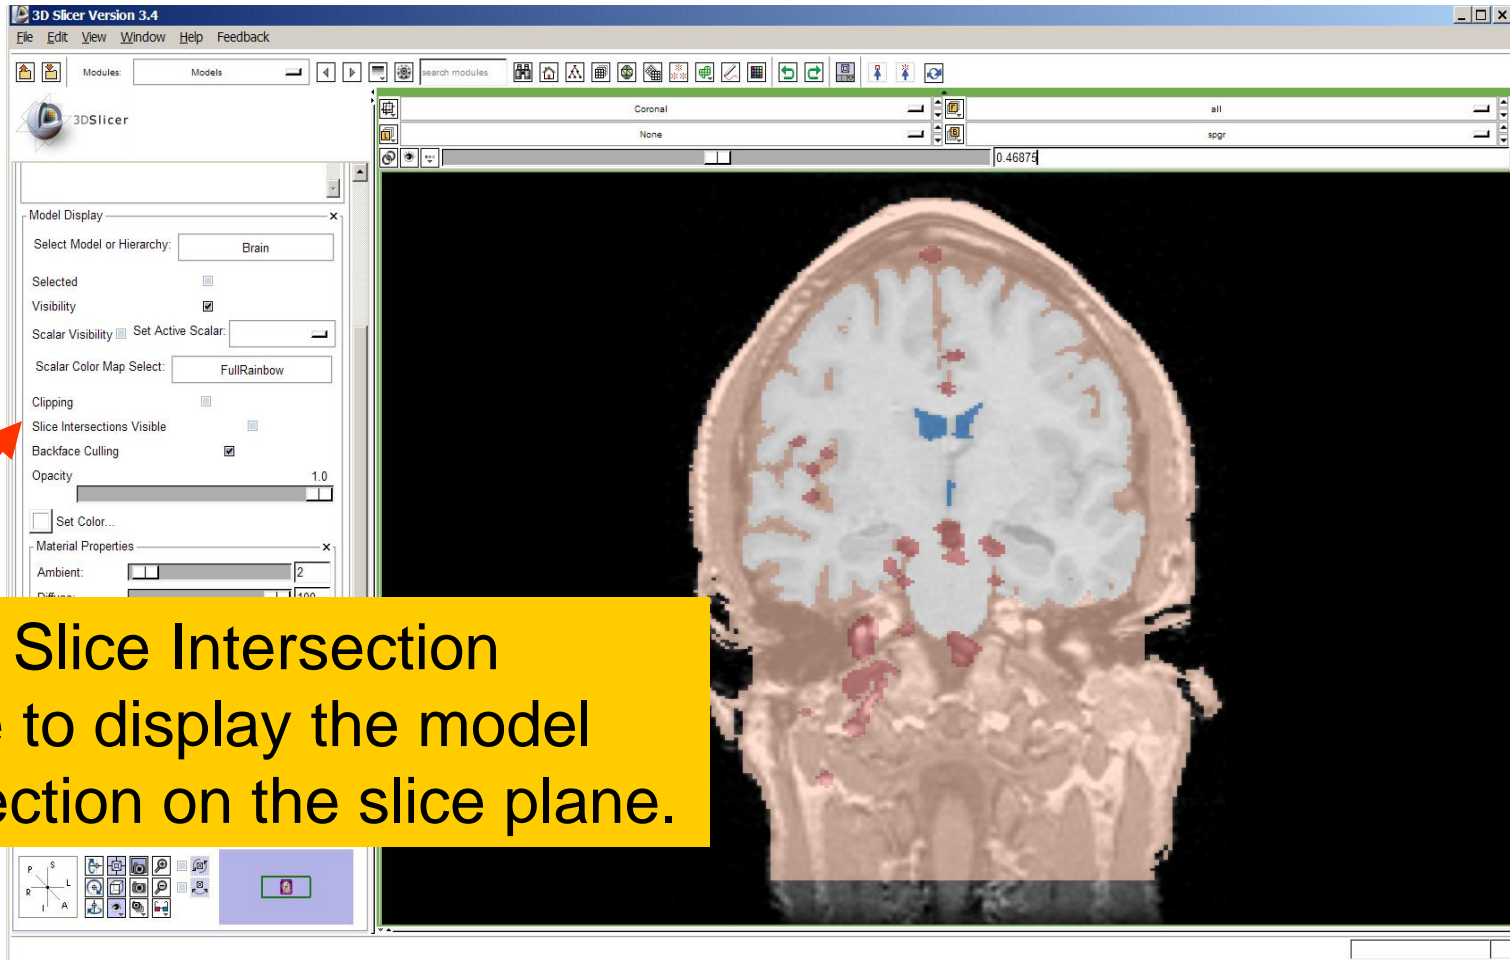 3D Slicer Version 3.4
File Edit View Window Help Feedback
Modules: Models search modules
3DSlicer
Coronal all
None spgr
0.46875
Model Display
Select Model or Hierarchy: Brain
Selected
Visibility
Scalar Visibility Set Active Scalar:
Scalar Color Map Select: FullRainbow
Clipping
Slice Intersections Visible
Backface Culling
Opacity 1.0
Set Color...
Material Properties
Ambient: 2
Diffuse: 100
Slice Intersection
e to display the model
ection on the slice plane.
P S
R L
I A